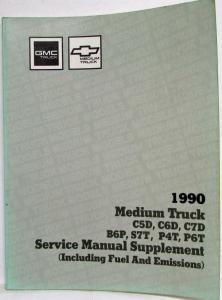 GMC
TRUCK
MEDIUM
TRUCK
1990
Medium Truck
C5D, C6D, C7D
B6P, S7T, P4T, P6T
Service Manual Supplement
(Including Fuel And Emissions)